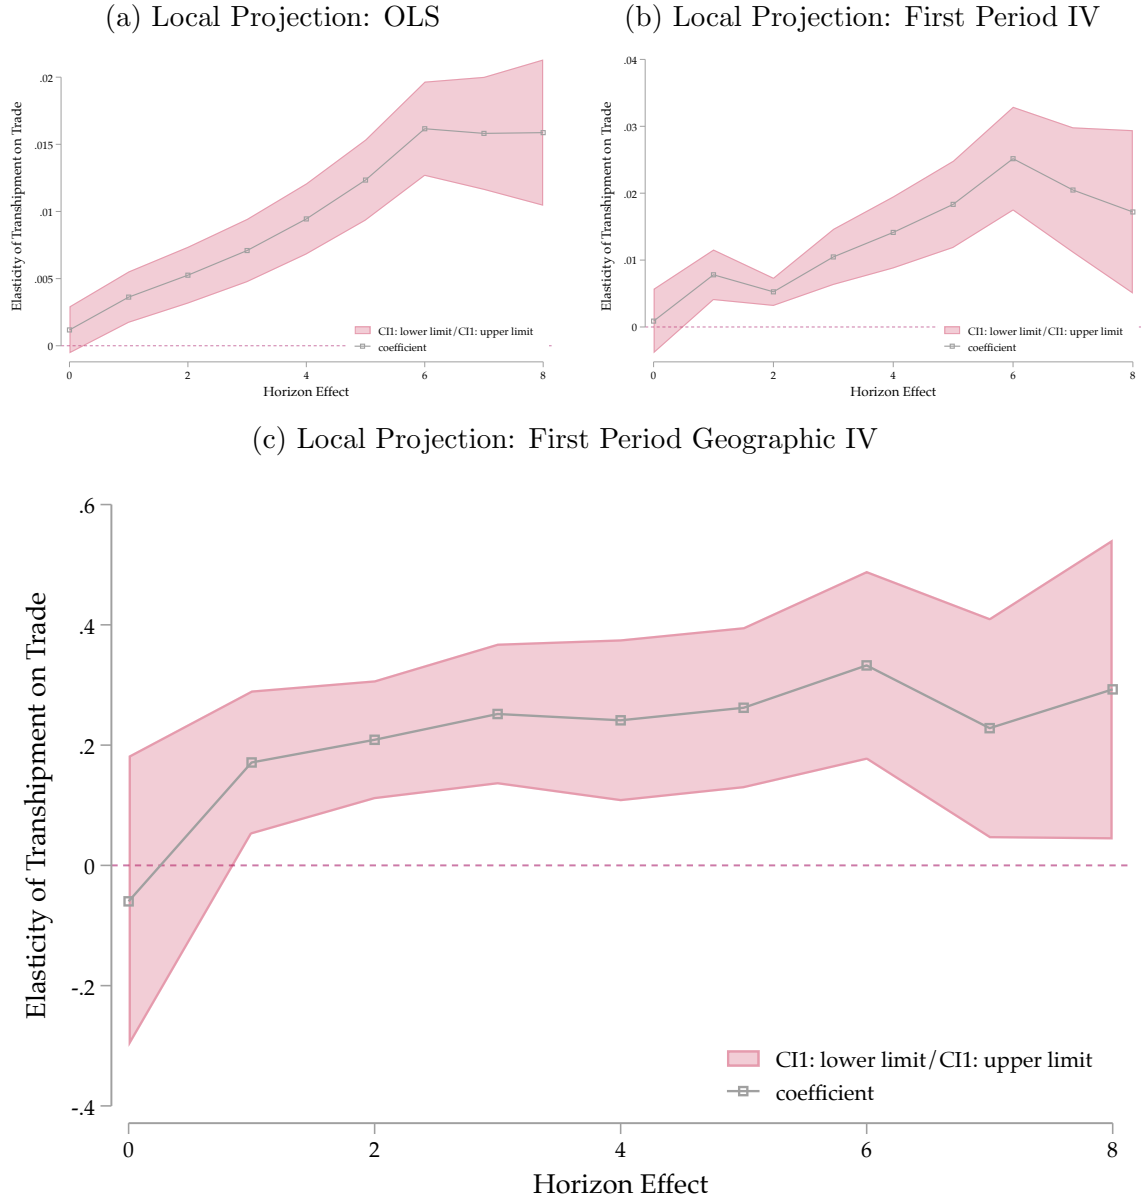 (a) Local Projection: OLS
Elasticity of Transhipment on Trade
.02
.015
.01
.005
0
CI1: lower limit/CI1: upper limit
coefficient
0 2 4 6 8
Horizon Effect
(b) Local Projection: First Period IV
Elasticity of Transhipment on Trade
.04
.03
.02
.01
0
CI1: lower limit/CI1: upper limit
coefficient
0 2 4 6 8
Horizon Effect
(c) Local Projection: First Period Geographic IV
Elasticity of Transhipment on Trade
.6
.4
.2
0
-.2
-.4
CI1: lower limit/CI1: upper limit
coefficient
0 2 4 6 8
Horizon Effect